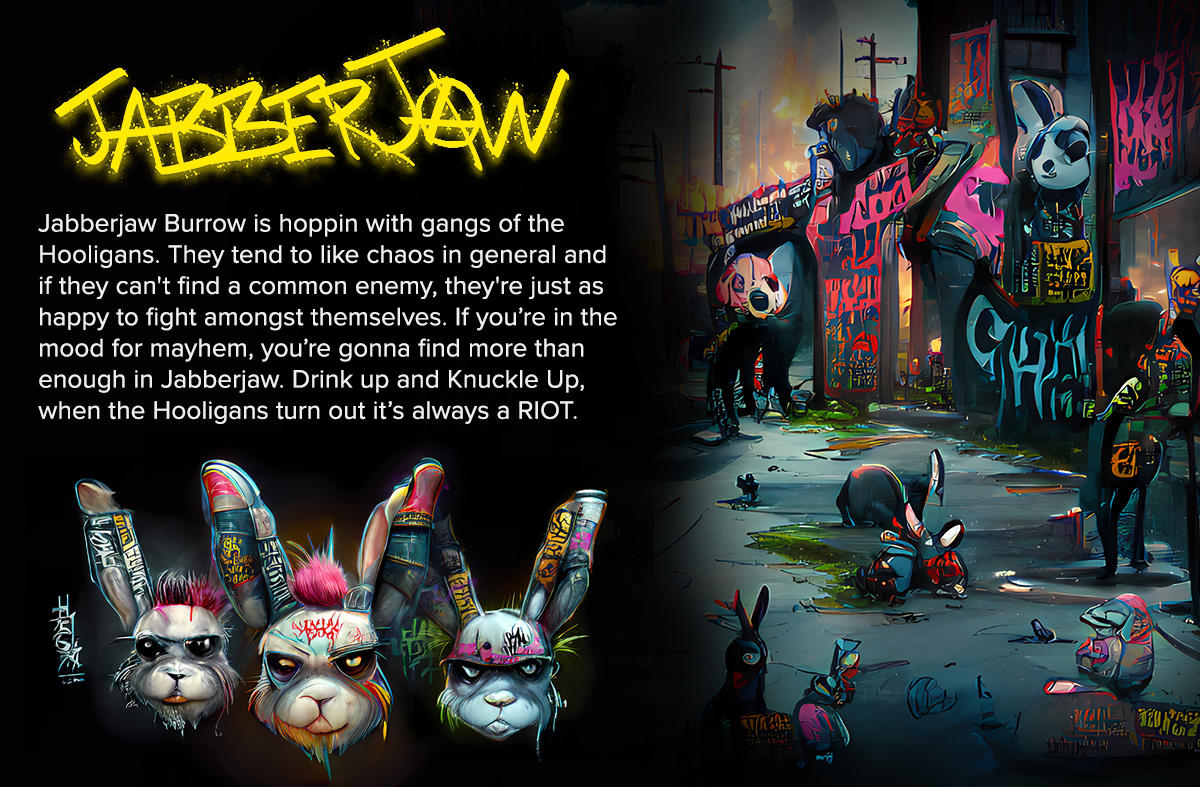 JABBERJAW
Jabberjaw Burrow is hoppin with gangs of the
Hooligans. They tend to like chaos in general and
if they can't find a common enemy, they're just as
happy to fight amongst themselves. If you’re in the
mood for mayhem, you’re gonna find more than
enough in Jabberjaw. Drink up and Knuckle Up,
when the Hooligans turn out it’s always a RIOT.